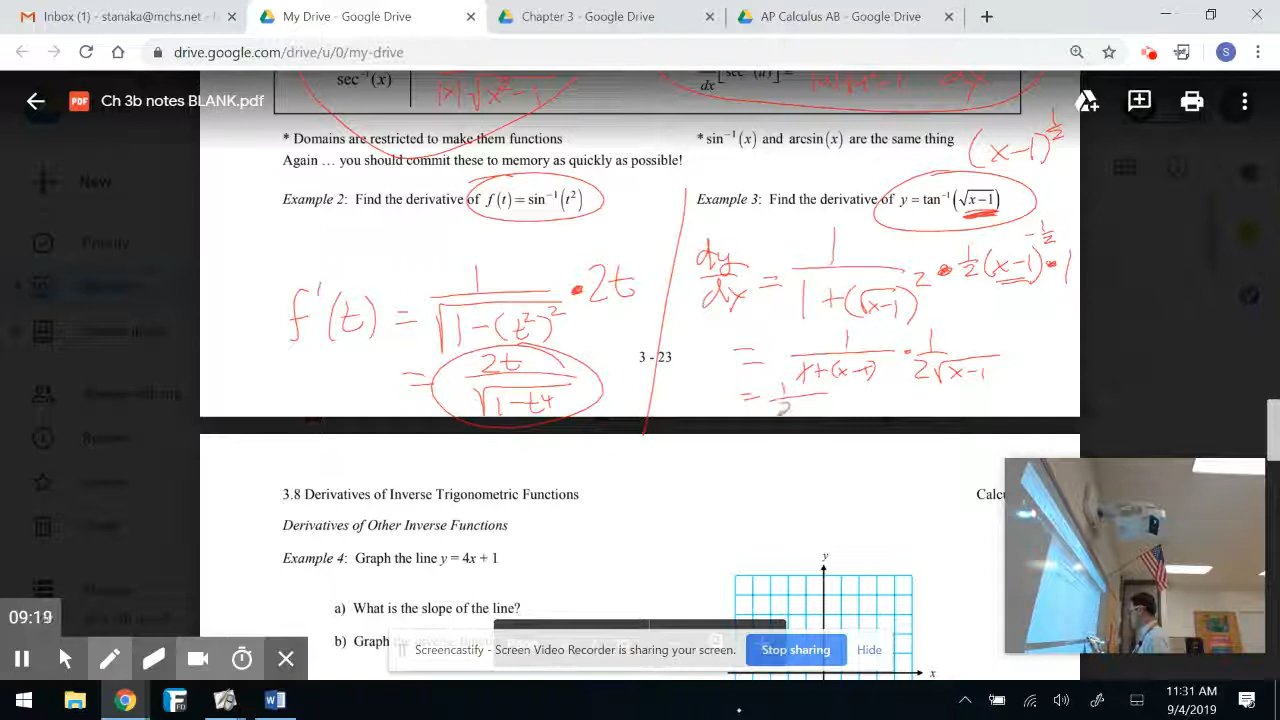 Inbox (1) - stanaka@mchs.net - M
My Drive - Google Drive
Chapter 3 - Google Drive
AP Calculus AB - Google Drive
drive.google.com/drive/u/0/my-drive
Ch 3b notes BLANK.pdf
sec⁻¹(x)
|x|√x²-1
dx
* Domains are restricted to make them functions
* sin⁻¹(x) and arcsin(x) are the same thing
Again … you should commit these to memory as quickly as possible!
(x-1)^½
Example 2: Find the derivative of f(t) = sin⁻¹(t²)
Example 3: Find the derivative of y = tan⁻¹(√x−1)
f'(t) = 1/√1-(t²)² • 2t
= 2t/√1-t⁴
dy/dx = 1/1+(√x-1)² • ½(x-1)^-½ • 1
= 1/1+(x-1) • 1/2√x-1
= 1/2
3 - 23
3.8 Derivatives of Inverse Trigonometric Functions
Calcu
Derivatives of Other Inverse Functions
Example 4: Graph the line y = 4x + 1
y
a) What is the slope of the line?
b) Graph
x
New
Priority
09:19
Screencastify - Screen Video Recorder is sharing your screen.
Stop sharing
Hide
11:31 AM
9/4/2019